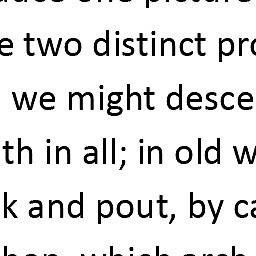 e two distinct pro
we might desce
th in all; in old w
k and pout, by ca